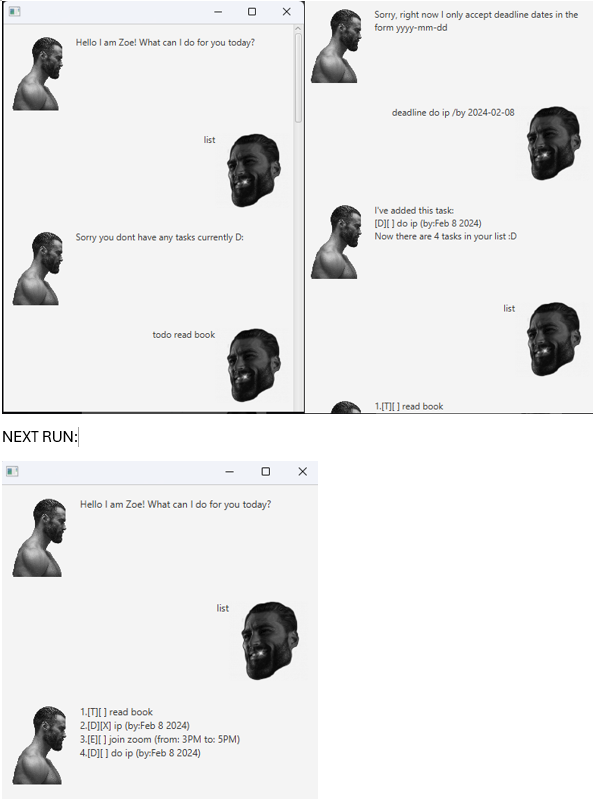 Hello I am Zoe! What can I do for you today?
list
Sorry you dont have any tasks currently D:
todo read book
Sorry, right now I only accept deadline dates in the
form yyyy-mm-dd
deadline do ip /by 2024-02-08
I've added this task:
[D][ ] do ip (by:Feb 8 2024)
Now there are 4 tasks in your list :D
list
1.[T][ ] read book
NEXT RUN:
Hello I am Zoe! What can I do for you today?
list
1.[T][ ] read book
2.[D][X] ip (by:Feb 8 2024)
3.[E][ ] join zoom (from: 3PM to: 5PM)
4.[D][ ] do ip (by:Feb 8 2024)